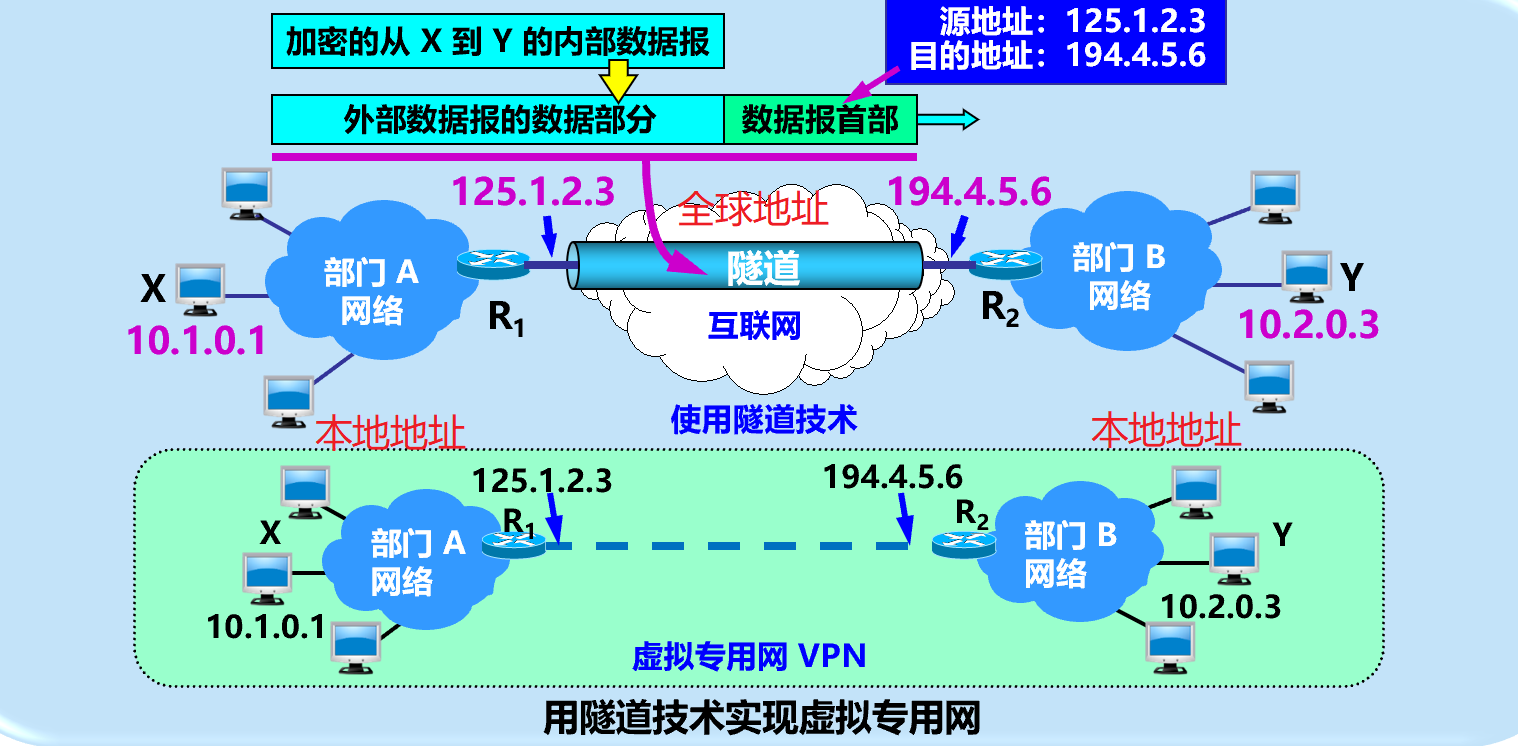 源地址：125.1.2.3
目的地址：194.4.5.6
加密的从 X 到 Y 的内部数据报
外部数据报的数据部分
数据报首部
125.1.2.3
全球地址
194.4.5.6
部门 A
网络
隧道
部门 B
网络
X
Y
R1
R2
互联网
10.1.0.1
10.2.0.3
使用隧道技术
本地地址
本地地址
125.1.2.3
194.4.5.6
X
R1
R2
Y
部门 A
网络
部门 B
网络
10.1.0.1
10.2.0.3
虚拟专用网 VPN
用隧道技术实现虚拟专用网